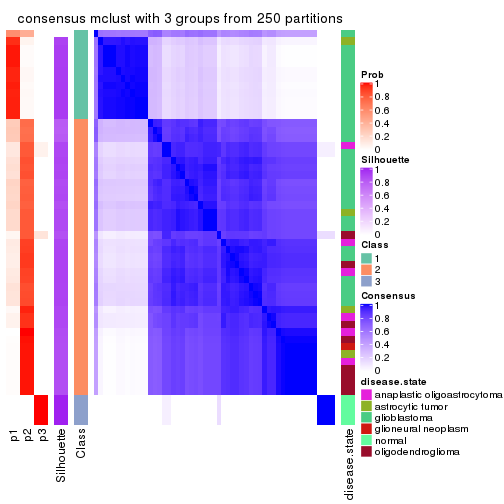 consensus mclust with 3 groups from 250 partitions
Prob
1
0.8
0.6
0.4
0.2
0
Silhouette
1
0.8
0.6
0.4
0.2
0
Class
1
2
3
Consensus
1
0.8
0.6
0.4
0.2
0
disease.state
anaplastic oligoastrocytoma
astrocytic tumor
glioblastoma
glioneural neoplasm
normal
oligodendroglioma
p1
p2
p3
Silhouette
Class
disease.state